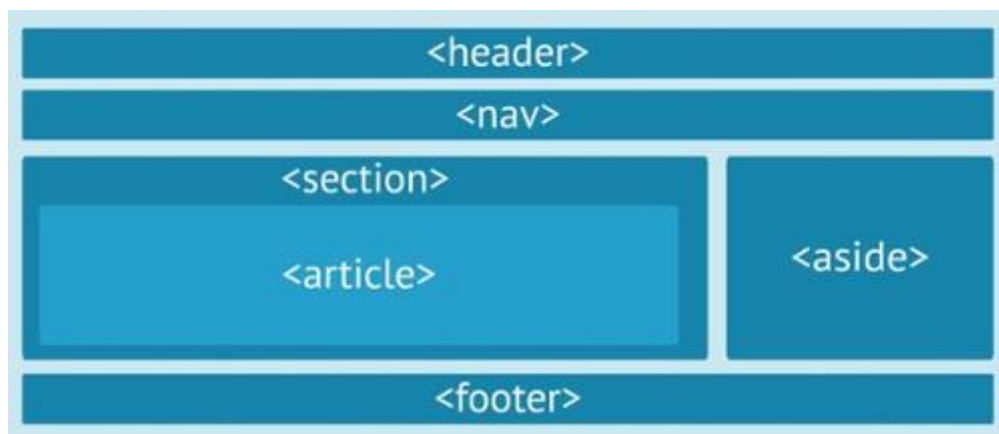 <header>
<nav>
<section>
<article>
<aside>
<footer>